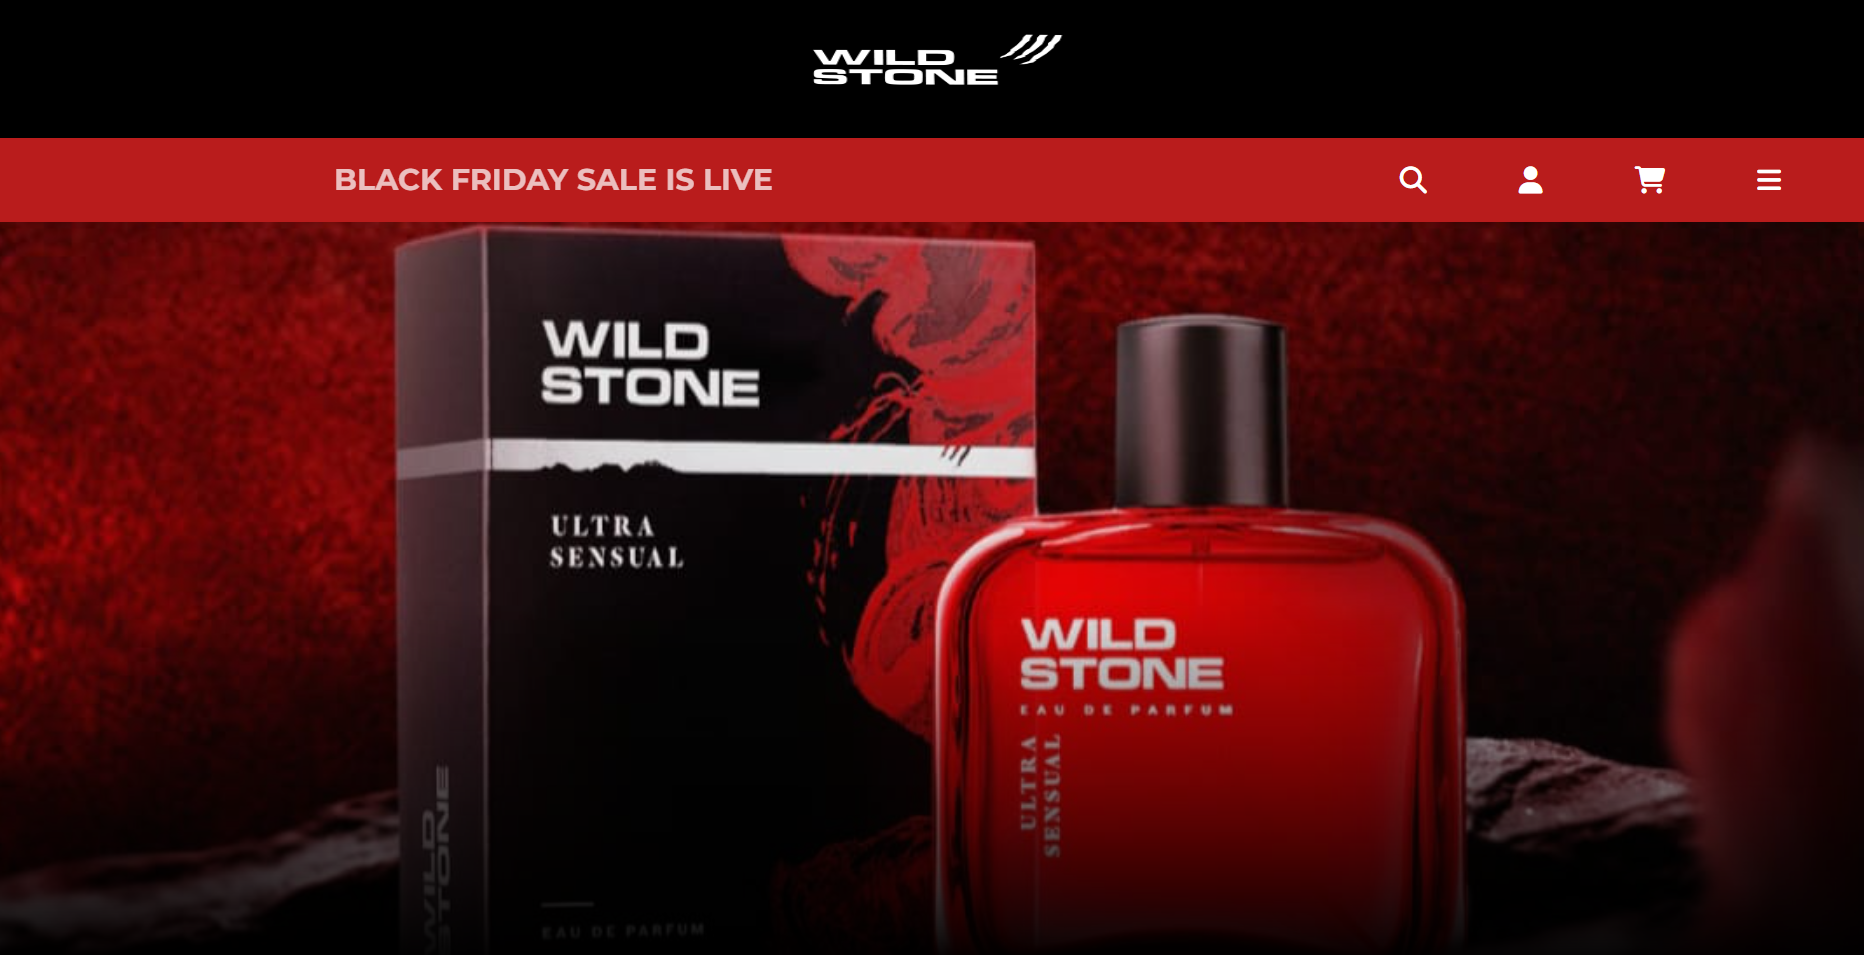 WILD
STONE
BLACK FRIDAY SALE IS LIVE
WILD
STONE
ULTRA
SENSUAL
WILD
STONE
EAU DE PARFUM
WILD
STONE
EAU DE PARFUM
ULTRA
SENSUAL